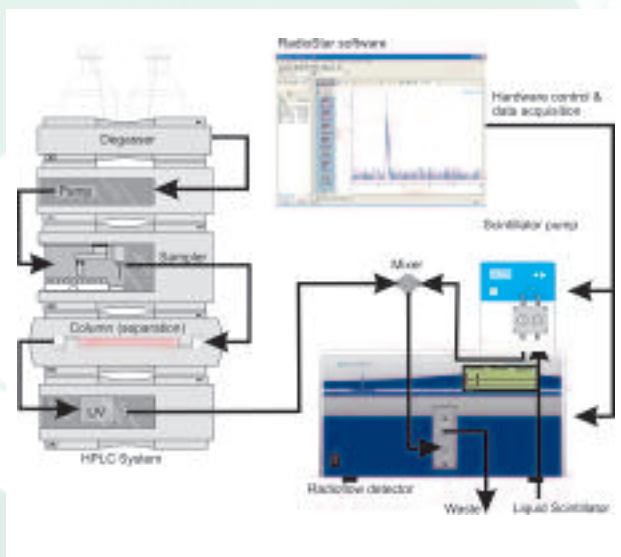 RadioStar software
Hardware control &
data acquisition
Degasser
Pump
Sampler
Column (separation)
UV
HPLC System
Scintillator pump
Mixer
Radioflow detector
Waste
Liquid Scintillator